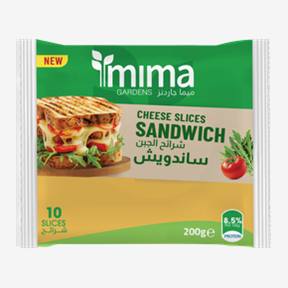 NEW
mima
GARDENS ميما جاردنز
CHEESE SLICES
SANDWICH
شرائح الجبن
ساندويش
10
SLICES
شرائح
200g e
8.5%
PROTEIN